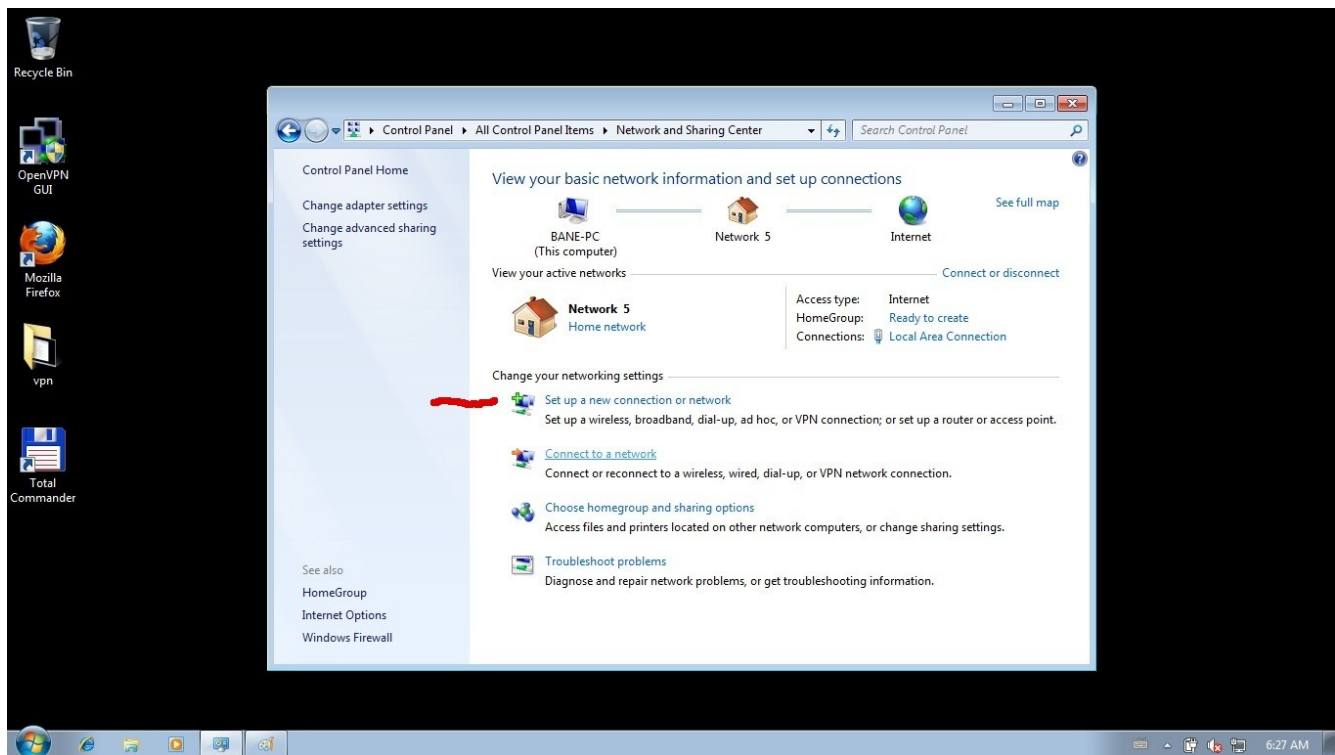 Recycle Bin
OpenVPN
GUI
Mozilla
Firefox
vpn
Total
Commander
Control Panel
All Control Panel Items
Network and Sharing Center
Search Control Panel
Control Panel Home
Change adapter settings
Change advanced sharing
settings
See also
HomeGroup
Internet Options
Windows Firewall
View your basic network information and set up connections
See full map
BANE-PC
(This computer)
Network 5
Internet
View your active networks
Connect or disconnect
Network 5
Home network
Access type: Internet
HomeGroup: Ready to create
Connections: Local Area Connection
Change your networking settings
Set up a new connection or network
Set up a wireless, broadband, dial-up, ad hoc, or VPN connection; or set up a router or access point.
Connect to a network
Connect or reconnect to a wireless, wired, dial-up, or VPN network connection.
Choose homegroup and sharing options
Access files and printers located on other network computers, or change sharing settings.
Troubleshoot problems
Diagnose and repair network problems, or get troubleshooting information.
6:27 AM